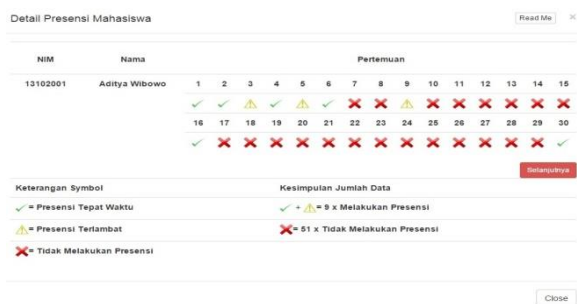 Detail Presensi Mahasiswa Read Me ×
NIM Nama Pertemuan
13102001 Aditya Wibowo 1 2 3 4 5 6 7 8 9 10 11 12 13 14 15
16 17 18 19 20 21 22 23 24 25 26 27 28 29 30
Selanjutnya
Keterangan Symbol Kesimpulan Jumlah Data
= Presensi Tepat Waktu + = 9 x Melakukan Presensi
= Presensi Terlambat = 51 x Tidak Melakukan Presensi
= Tidak Melakukan Presensi
Close